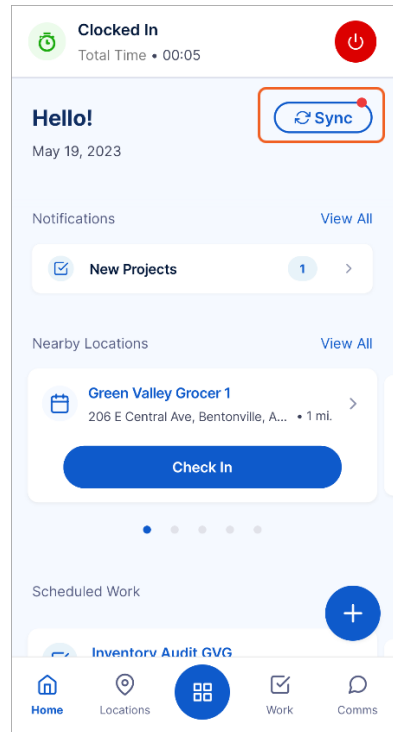 Clocked In
Total Time • 00:05
Hello!
Sync
May 19, 2023
Notifications
View All
New Projects
1
Nearby Locations
View All
Green Valley Grocer 1
206 E Central Ave, Bentonville, A... • 1 mi.
Check In
Scheduled Work
Inventory Audit GVG
Home
Locations
Work
Comms